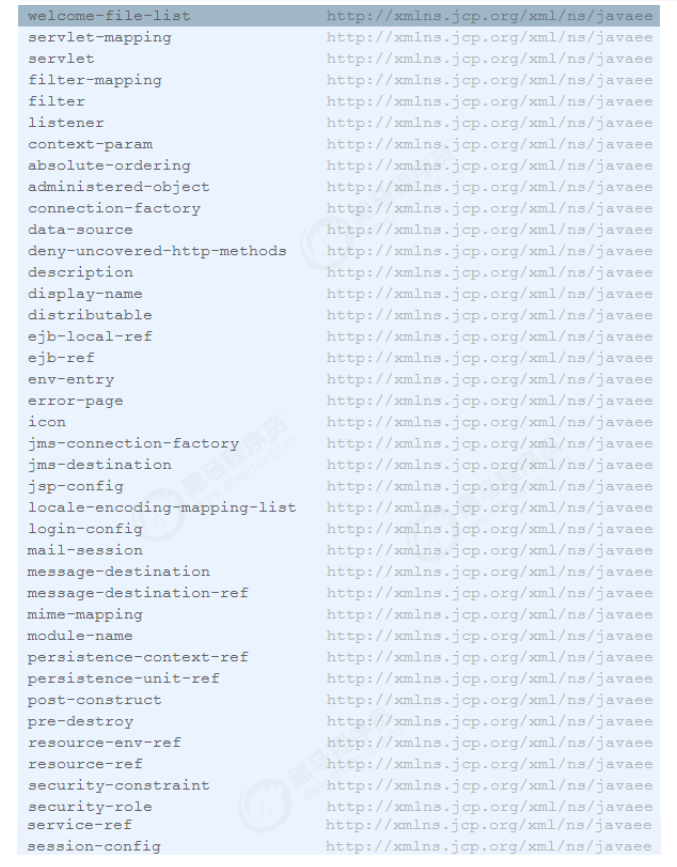 welcome-file-list http://xmlns.jcp.org/xml/ns/javaee
servlet-mapping http://xmlns.jcp.org/xml/ns/javaee
servlet http://xmlns.jcp.org/xml/ns/javaee
filter-mapping http://xmlns.jcp.org/xml/ns/javaee
filter http://xmlns.jcp.org/xml/ns/javaee
listener http://xmlns.jcp.org/xml/ns/javaee
context-param http://xmlns.jcp.org/xml/ns/javaee
absolute-ordering http://xmlns.jcp.org/xml/ns/javaee
administered-object http://xmlns.jcp.org/xml/ns/javaee
connection-factory http://xmlns.jcp.org/xml/ns/javaee
data-source http://xmlns.jcp.org/xml/ns/javaee
deny-uncovered-http-methods http://xmlns.jcp.org/xml/ns/javaee
description http://xmlns.jcp.org/xml/ns/javaee
display-name http://xmlns.jcp.org/xml/ns/javaee
distributable http://xmlns.jcp.org/xml/ns/javaee
ejb-local-ref http://xmlns.jcp.org/xml/ns/javaee
ejb-ref http://xmlns.jcp.org/xml/ns/javaee
env-entry http://xmlns.jcp.org/xml/ns/javaee
error-page http://xmlns.jcp.org/xml/ns/javaee
icon http://xmlns.jcp.org/xml/ns/javaee
jms-connection-factory http://xmlns.jcp.org/xml/ns/javaee
jms-destination http://xmlns.jcp.org/xml/ns/javaee
jsp-config http://xmlns.jcp.org/xml/ns/javaee
locale-encoding-mapping-list http://xmlns.jcp.org/xml/ns/javaee
login-config http://xmlns.jcp.org/xml/ns/javaee
mail-session http://xmlns.jcp.org/xml/ns/javaee
message-destination http://xmlns.jcp.org/xml/ns/javaee
message-destination-ref http://xmlns.jcp.org/xml/ns/javaee
mime-mapping http://xmlns.jcp.org/xml/ns/javaee
module-name http://xmlns.jcp.org/xml/ns/javaee
persistence-context-ref http://xmlns.jcp.org/xml/ns/javaee
persistence-unit-ref http://xmlns.jcp.org/xml/ns/javaee
post-construct http://xmlns.jcp.org/xml/ns/javaee
pre-destroy http://xmlns.jcp.org/xml/ns/javaee
resource-env-ref http://xmlns.jcp.org/xml/ns/javaee
resource-ref http://xmlns.jcp.org/xml/ns/javaee
security-constraint http://xmlns.jcp.org/xml/ns/javaee
security-role http://xmlns.jcp.org/xml/ns/javaee
service-ref http://xmlns.jcp.org/xml/ns/javaee
session-config http://xmlns.jcp.org/xml/ns/javaee